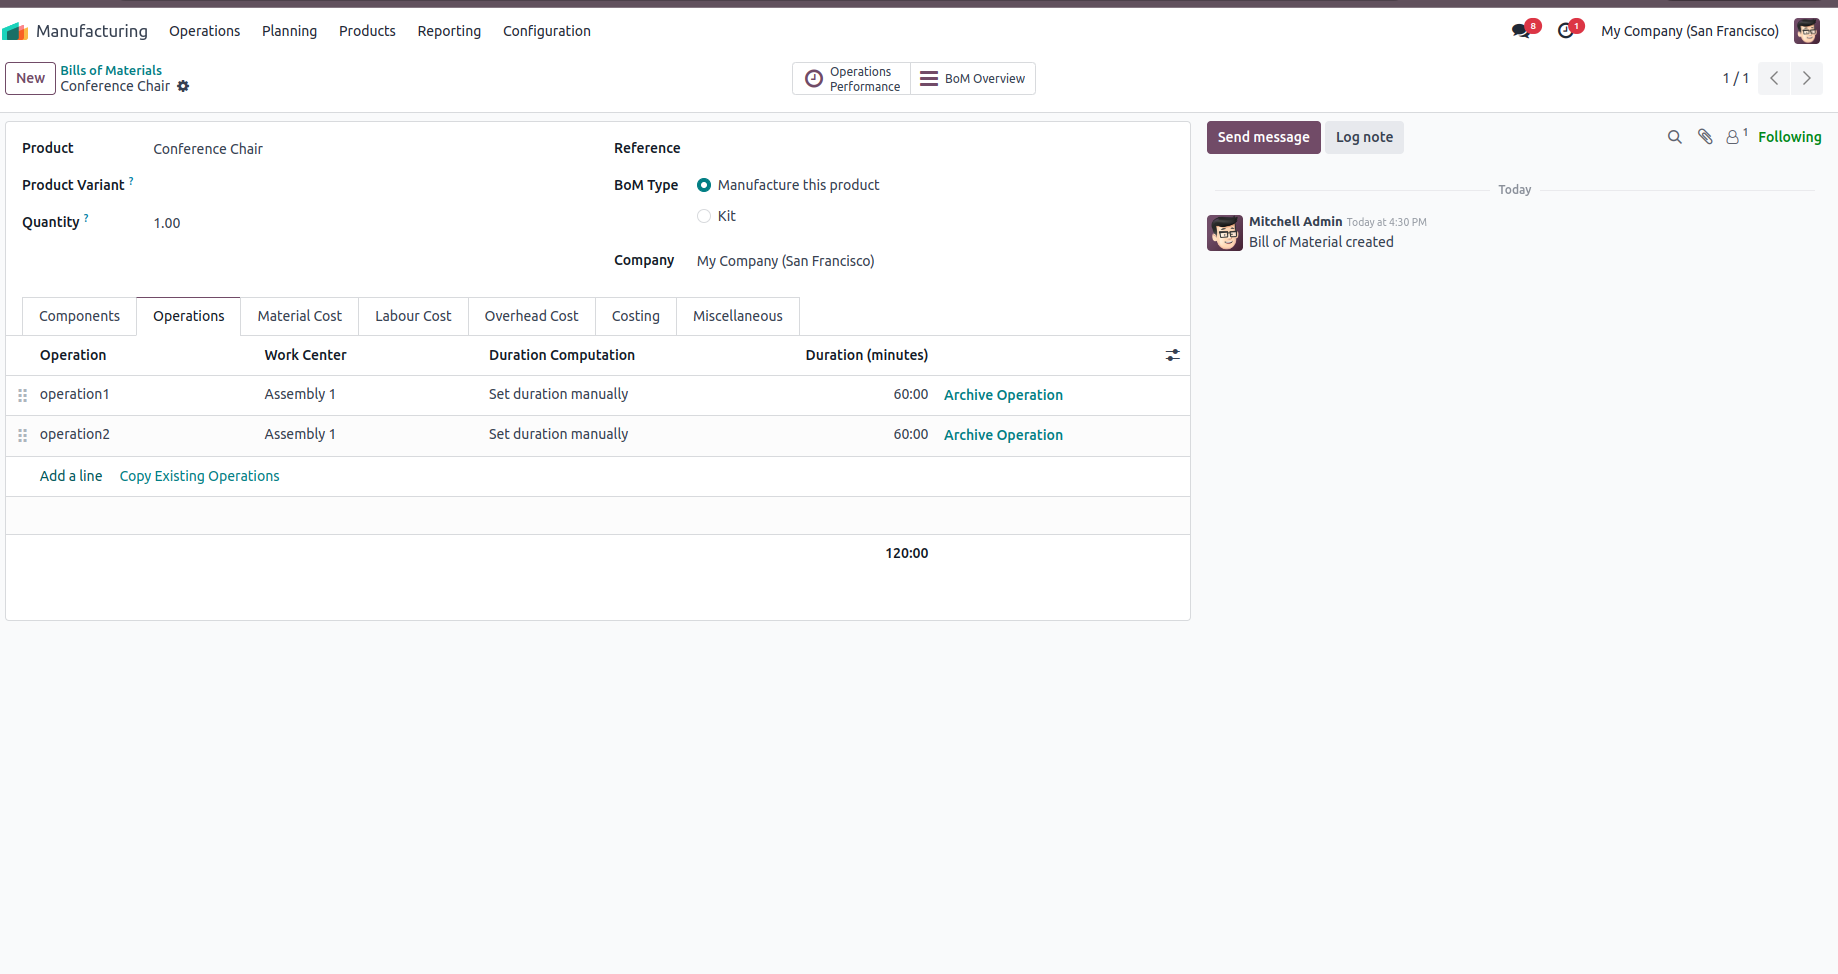 Manufacturing Operations Planning Products Reporting Configuration 8 1 My Company (San Francisco)
New Bills of Materials
Conference Chair
Operations Performance
BoM Overview
1 / 1
Product Conference Chair
Product Variant ?
Quantity ? 1.00
Reference
BoM Type Manufacture this product
Kit
Company My Company (San Francisco)
Components Operations Material Cost Labour Cost Overhead Cost Costing Miscellaneous
Operation Work Center Duration Computation Duration (minutes)
operation1 Assembly 1 Set duration manually 60:00 Archive Operation
operation2 Assembly 1 Set duration manually 60:00 Archive Operation
Add a line Copy Existing Operations
120:00
Send message Log note 1 Following
Today
Mitchell Admin Today at 4:30 PM
Bill of Material created